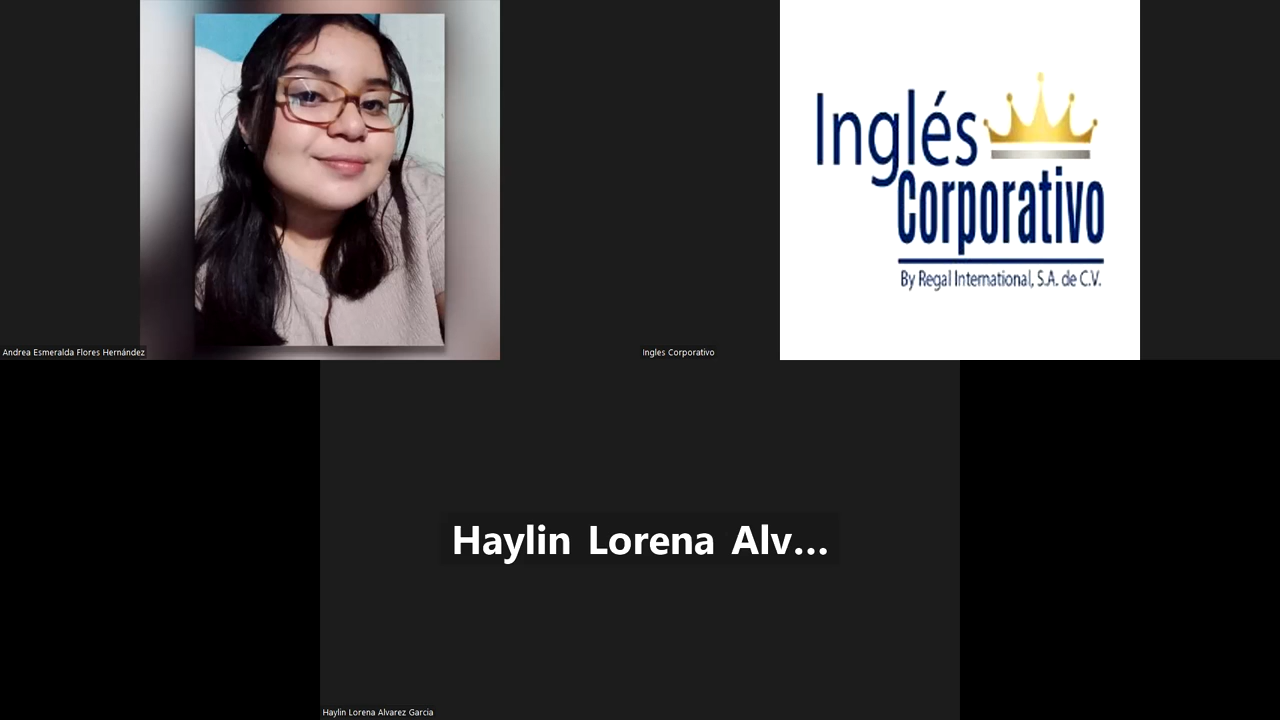 Inglés
Corporativo
By Regal International, S.A. de C.V.
Andrea Esmeralda Flores Hernández
Ingles Corporativo
Haylin Lorena Alv...
Haylin Lorena Alvarez Garcia